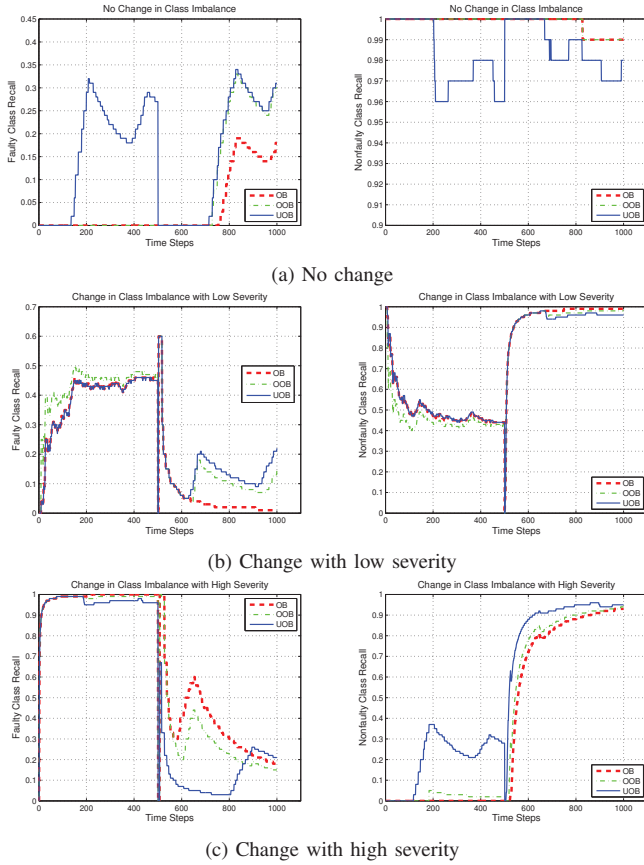 No Change in Class Imbalance
0.45
0.4
0.35
0.3
0.25
0.2
0.15
0.1
0.05
0
Faulty Class Recall
OB
OOB
UOB
0 200 400 600 800 1000
Time Steps
No Change in Class Imbalance
1
0.99
0.98
0.97
0.96
0.95
0.94
0.93
0.92
0.91
0.9
Nonfaulty Class Recall
OB
OOB
UOB
0 200 400 600 800 1000
Time Steps
(a) No change
Change in Class Imbalance with Low Severity
0.7
0.6
0.5
0.4
0.3
0.2
0.1
0
Faulty Class Recall
OB
OOB
UOB
0 200 400 600 800 1000
Time Steps
Change in Class Imbalance with Low Severity
1
0.9
0.8
0.7
0.6
0.5
0.4
0.3
0.2
0.1
0
Nonfaulty Class Recall
OB
OOB
UOB
0 200 400 600 800 1000
Time Steps
(b) Change with low severity
Change in Class Imbalance with High Severity
1
0.9
0.8
0.7
0.6
0.5
0.4
0.3
0.2
0.1
0
Faulty Class Recall
OB
OOB
UOB
0 200 400 600 800 1000
Time Steps
Change in Class Imbalance with High Severity
1
0.9
0.8
0.7
0.6
0.5
0.4
0.3
0.2
0.1
0
Nonfaulty Class Recall
OB
OOB
UOB
0 200 400 600 800 1000
Time Steps
(c) Change with high severity